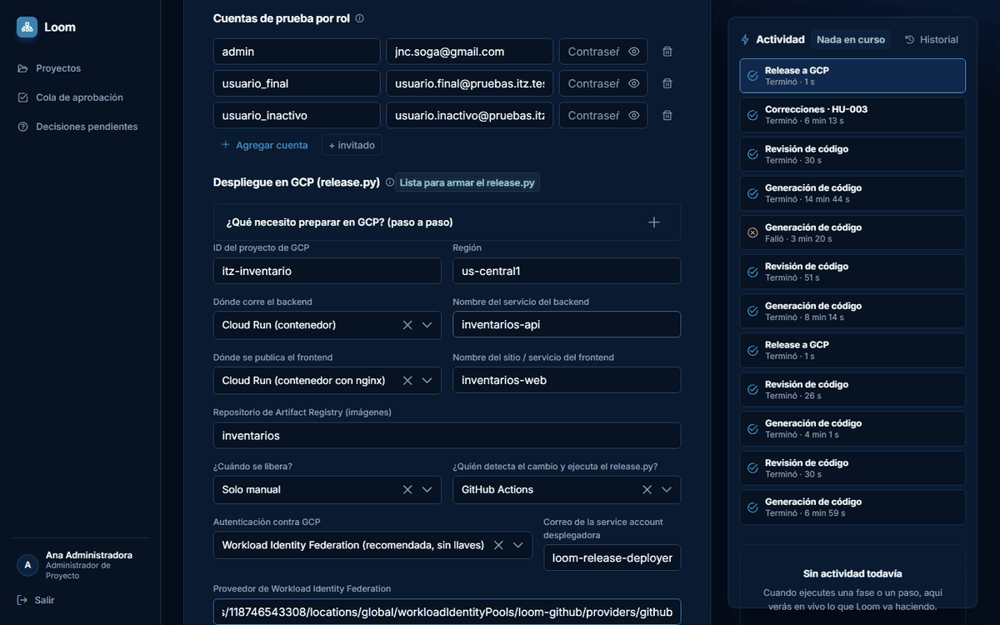 Loom
Proyectos
Cola de aprobación
Decisiones pendientes
A
Ana Administradora
Administrador de
Proyecto
Salir
Cuentas de prueba por rol
admin
jnc.soga@gmail.com
Contraseñ
usuario_final
usuario.final@pruebas.itz.tes
Contraseñ
usuario_inactivo
usuario.inactivo@pruebas.itz
Contraseñ
Agregar cuenta
+ invitado
Despliegue en GCP (release.py)
Lista para armar el release.py
¿Qué necesito preparar en GCP? (paso a paso)
ID del proyecto de GCP
Región
itz-inventario
us-central1
Dónde corre el backend
Nombre del servicio del backend
Cloud Run (contenedor)
inventarios-api
Dónde se publica el frontend
Nombre del sitio / servicio del frontend
Cloud Run (contenedor con nginx)
inventarios-web
Repositorio de Artifact Registry (imágenes)
inventarios
¿Cuándo se libera?
¿Quién detecta el cambio y ejecuta el release.py?
Solo manual
GitHub Actions
Autenticación contra GCP
Correo de la service account
desplegadora
Workload Identity Federation (recomendada, sin llaves)
loom-release-deployer
Proveedor de Workload Identity Federation
s/118746543308/locations/global/workloadIdentityPools/loom-github/providers/github
Actividad
Nada en curso
Historial
Release a GCP
Terminó · 1 s
Correcciones · HU-003
Terminó · 6 min 13 s
Revisión de código
Terminó · 30 s
Generación de código
Terminó · 14 min 44 s
Generación de código
Falló · 3 min 20 s
Revisión de código
Terminó · 51 s
Generación de código
Terminó · 8 min 14 s
Release a GCP
Terminó · 1 s
Revisión de código
Terminó · 26 s
Generación de código
Terminó · 4 min 1 s
Revisión de código
Terminó · 30 s
Generación de código
Terminó · 6 min 59 s
Sin actividad todavía
Cuando ejecutes una fase o un paso, aquí
verás en vivo lo que Loom va haciendo.